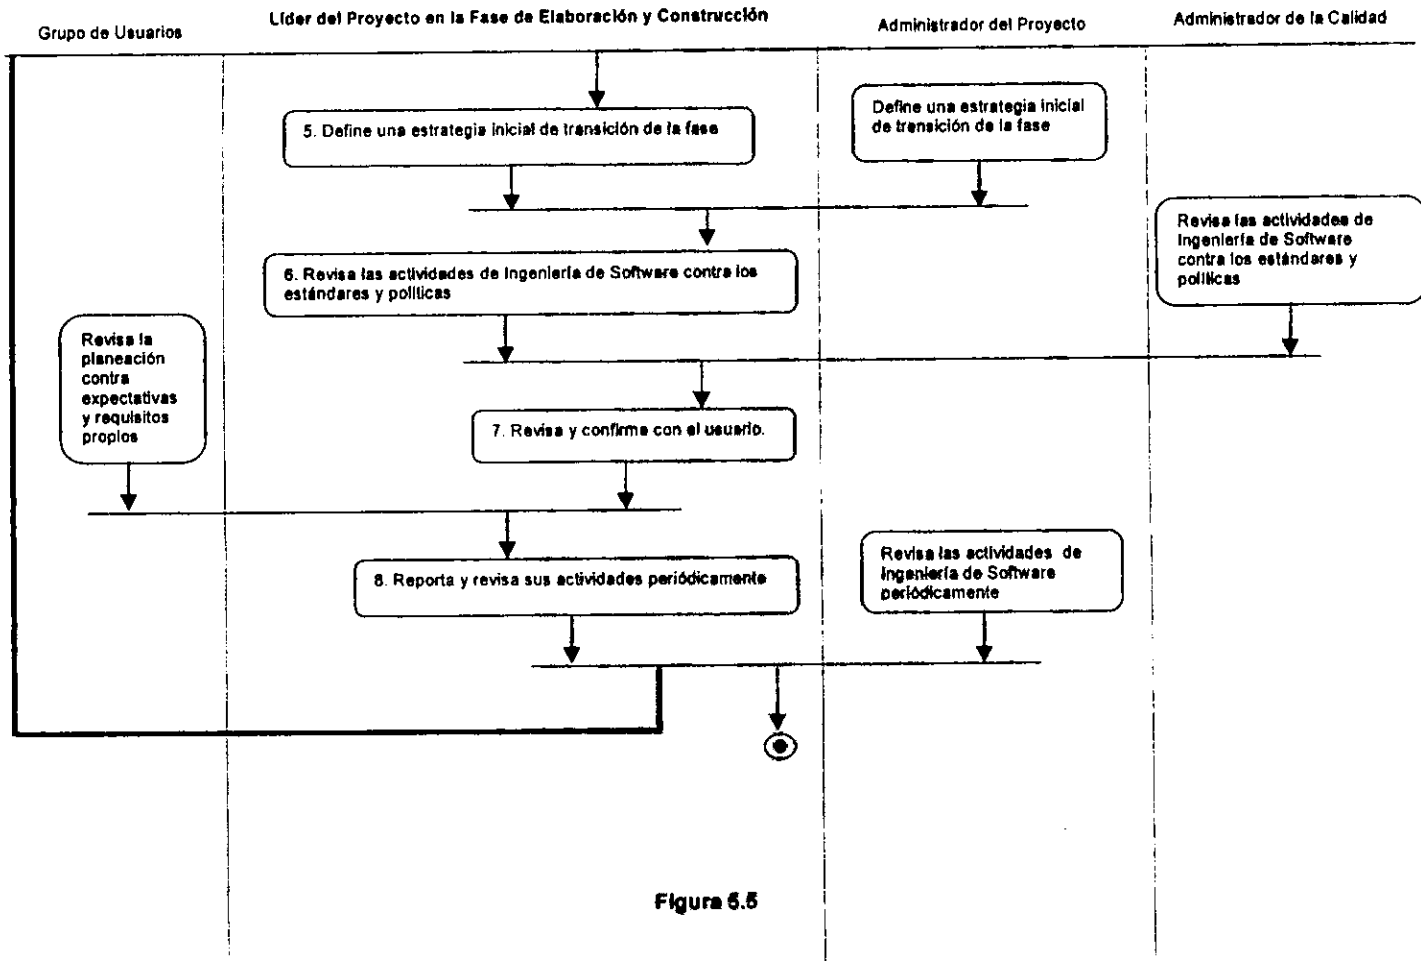 Grupo de Usuarios
Líder del Proyecto en la Fase de Elaboración y Construcción
Administrador del Proyecto
Administrador de la Calidad
5. Define una estrategia inicial de transición de la fase
Define una estrategia inicial
de transición de la fase
Revisa las actividades de
Ingeniería de Software
contra los estándares y
políticas
6. Revisa las actividades de Ingeniería de Software contra los
estándares y políticas
Revisa la
planeación
contra
expectativas
y requisitos
propios
7. Revisa y confirma con el usuario.
8. Reporta y revisa sus actividades periódicamente
Revisa las actividades de
Ingeniería de Software
periódicamente
Figura 5.5